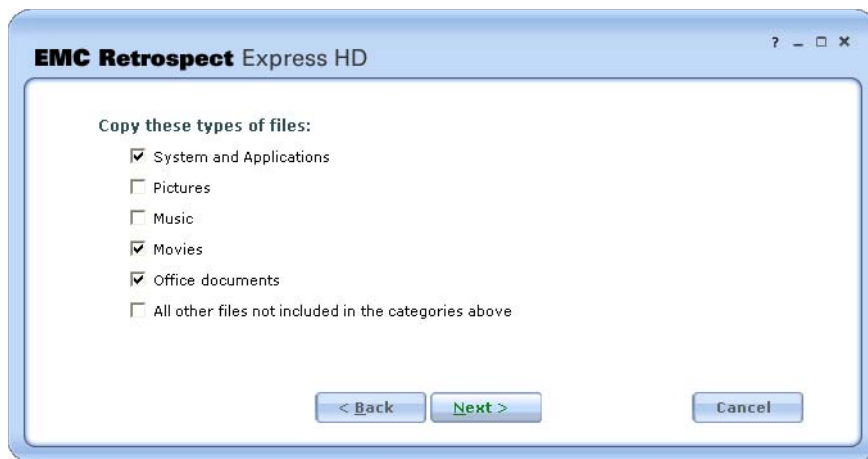 ? _ □ ×
EMC Retrospect Express HD
Copy these types of files:
System and Applications
Pictures
Music
Movies
Office documents
All other files not included in the categories above
< Back
Next >
Cancel